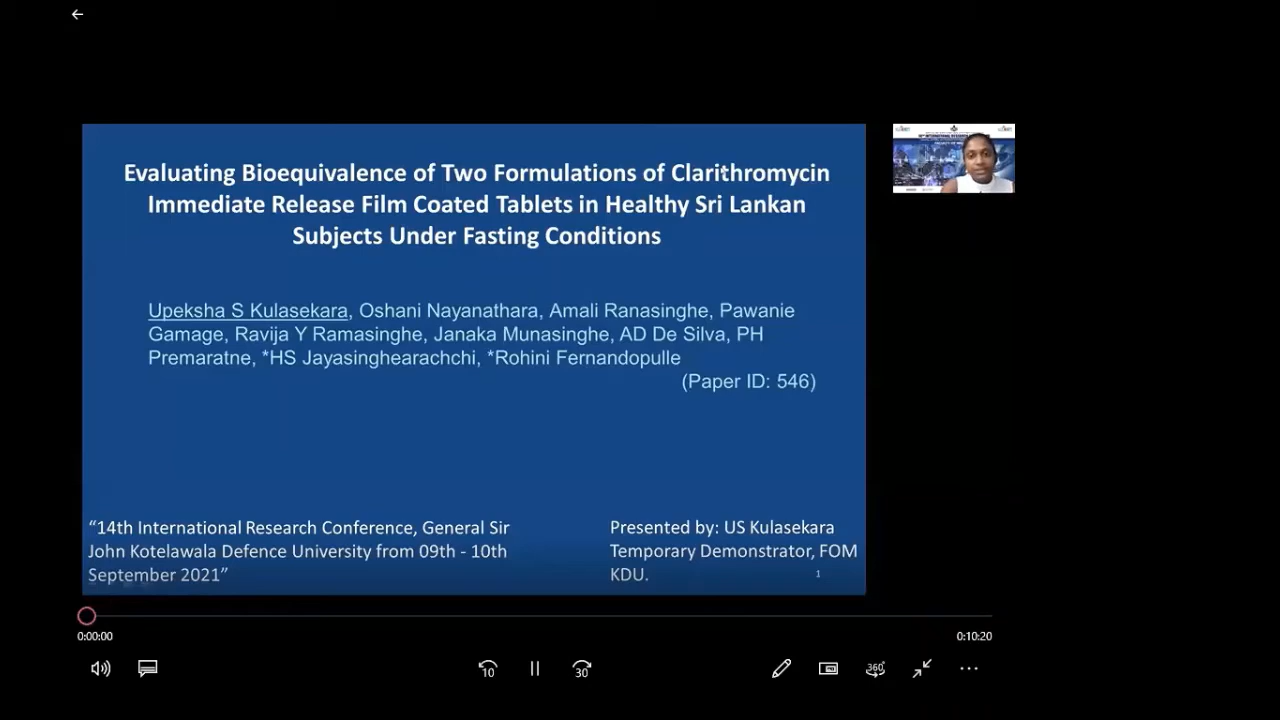 Evaluating Bioequivalence of Two Formulations of Clarithromycin
Immediate Release Film Coated Tablets in Healthy Sri Lankan
Subjects Under Fasting Conditions
Upeksha S Kulasekara, Oshani Nayanathara, Amali Ranasinghe, Pawanie
Gamage, Ravija Y Ramasinghe, Janaka Munasinghe, AD De Silva, PH
Premaratne, *HS Jayasinghearachchi, *Rohini Fernandopulle
(Paper ID: 546)
“14th International Research Conference, General Sir
John Kotelawala Defence University from 09th - 10th
September 2021”
Presented by: US Kulasekara
Temporary Demonstrator, FOM
KDU.
1
0:00:00
0:10:20
10
30
360